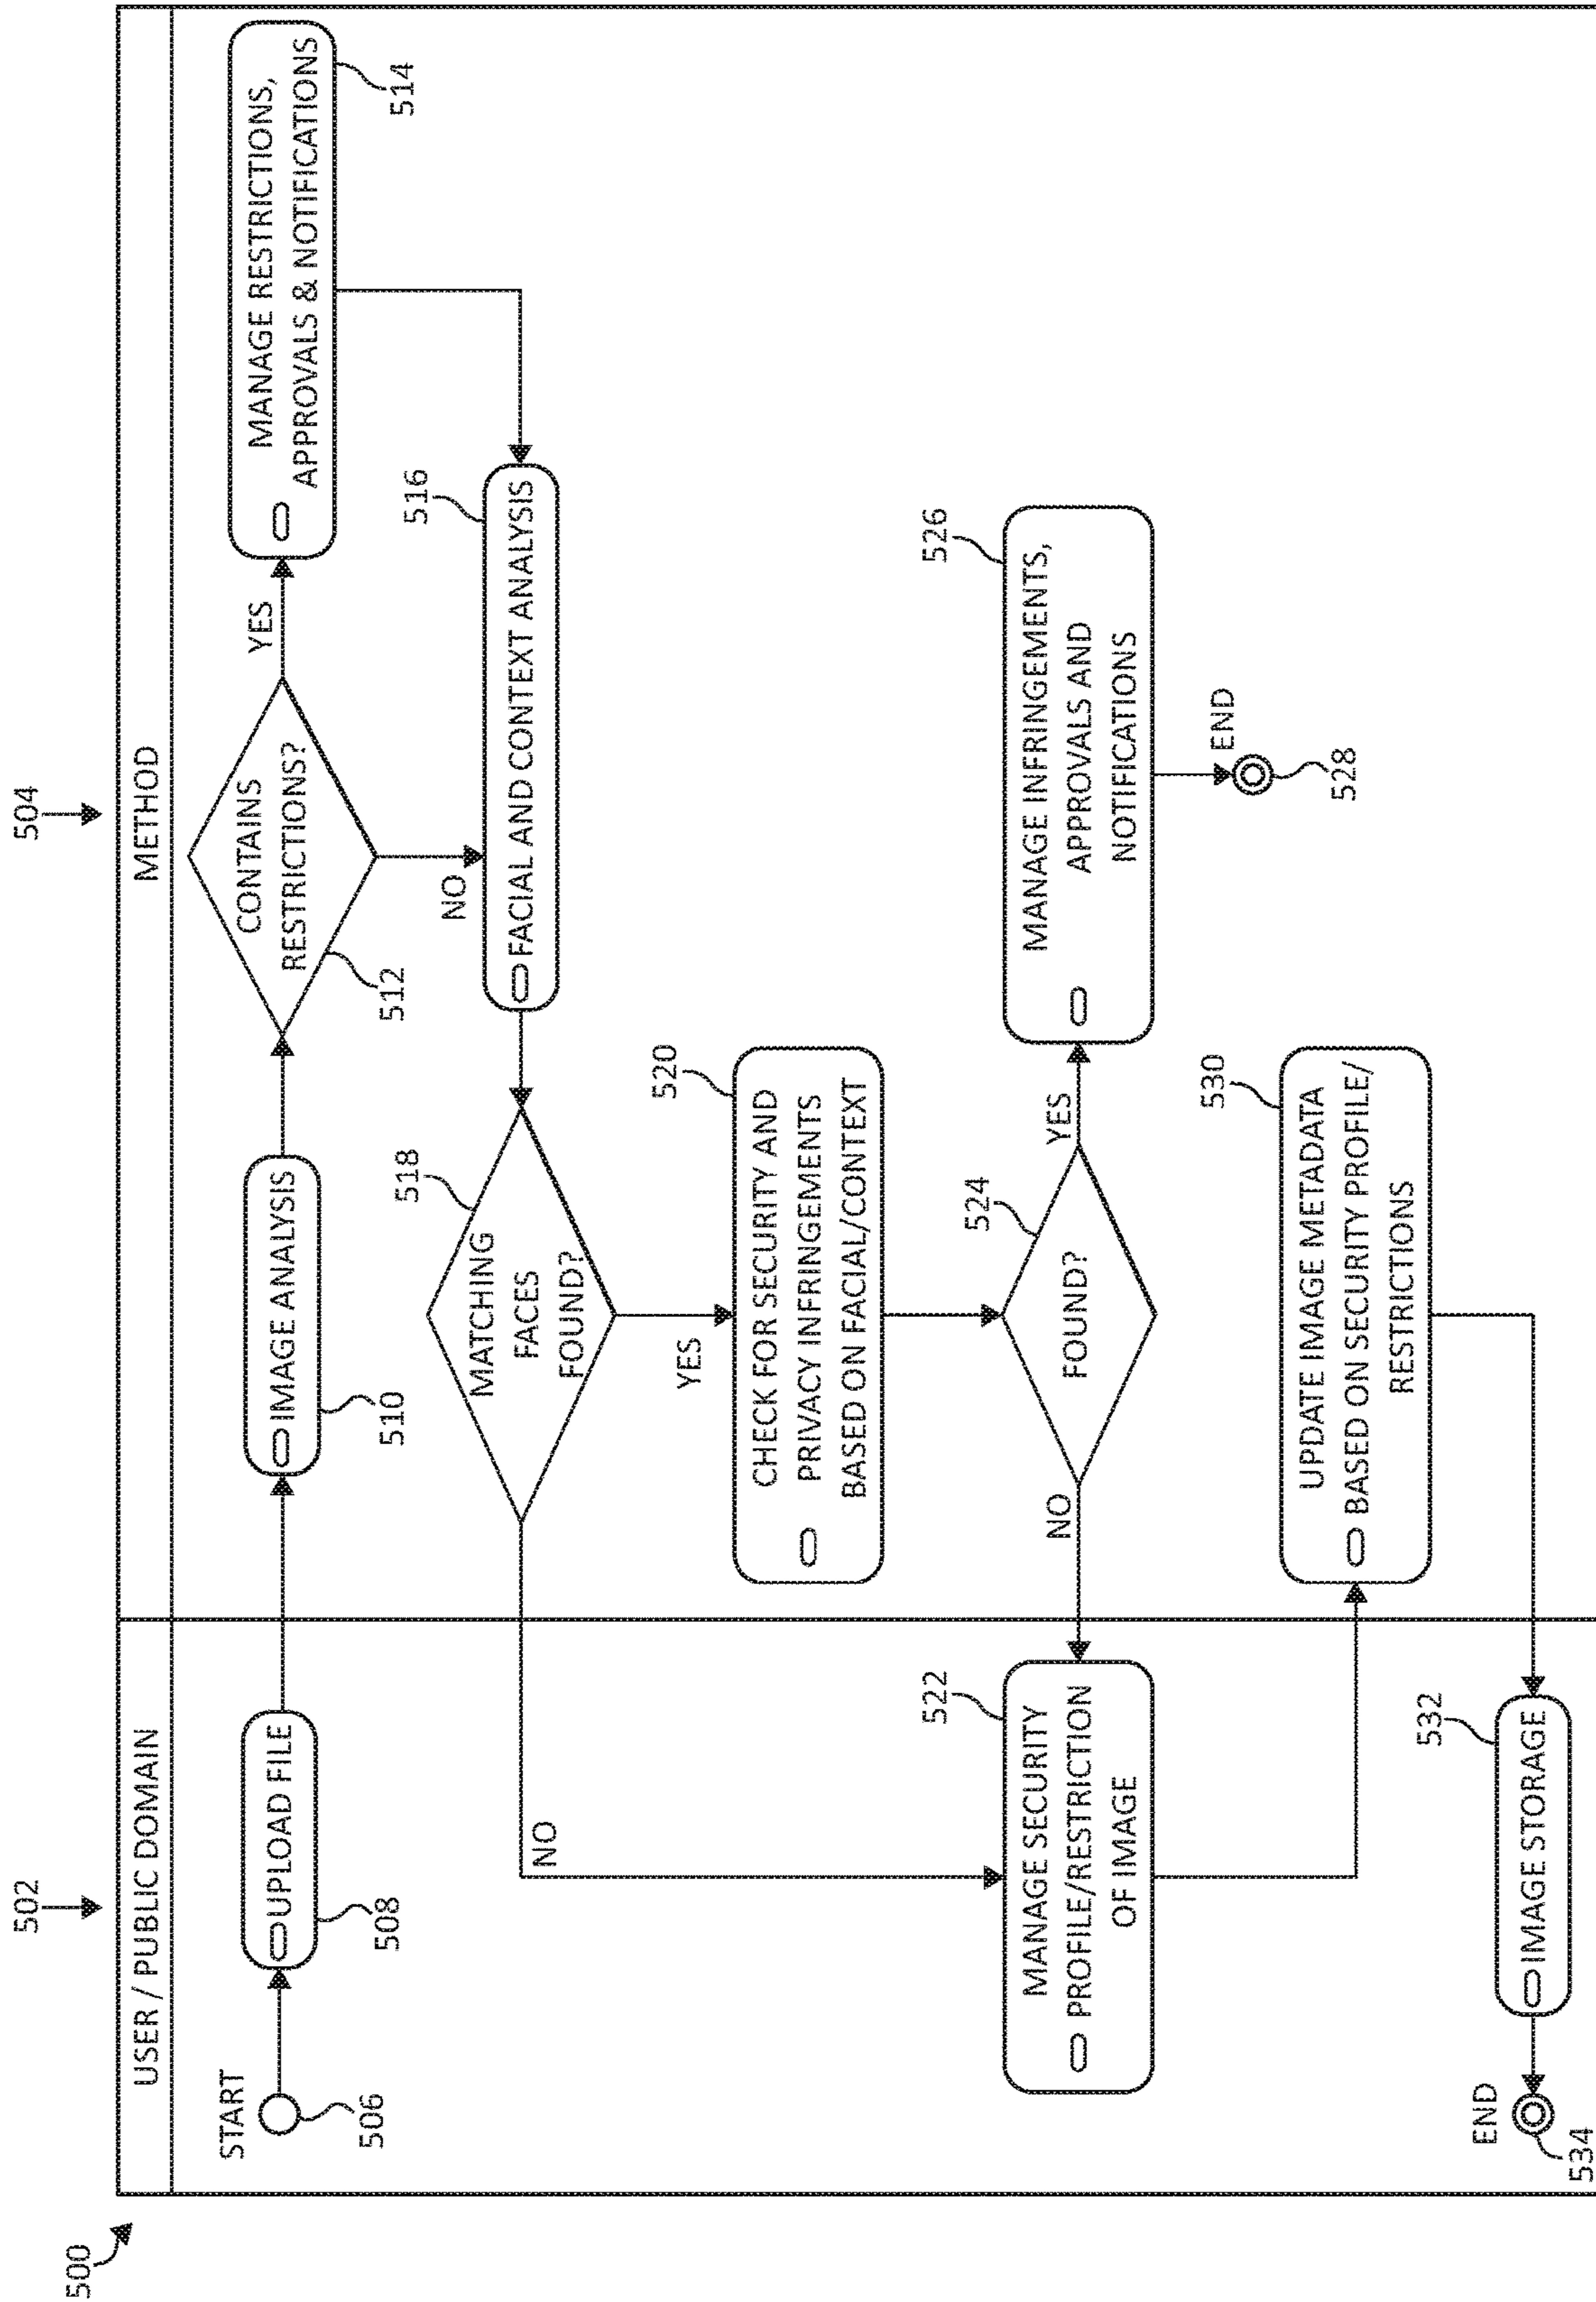 500
502
504
USER / PUBLIC DOMAIN
METHOD
START
506
UPLOAD FILE
508
IMAGE ANALYSIS
510
CONTAINS
RESTRICTIONS?
512
YES
NO
MANAGE RESTRICTIONS,
APPROVALS & NOTIFICATIONS
514
516
FACIAL AND CONTEXT ANALYSIS
518
MATCHING
FACES
FOUND?
NO
YES
520
CHECK FOR SECURITY AND
PRIVACY INFRINGEMENTS
BASED ON FACIAL/CONTEXT
522
MANAGE SECURITY
PROFILE/RESTRICTION
OF IMAGE
524
FOUND?
NO
YES
526
MANAGE INFRINGEMENTS,
APPROVALS AND
NOTIFICATIONS
END
528
530
UPDATE IMAGE METADATA
BASED ON SECURITY PROFILE/
RESTRICTIONS
532
IMAGE STORAGE
END
534